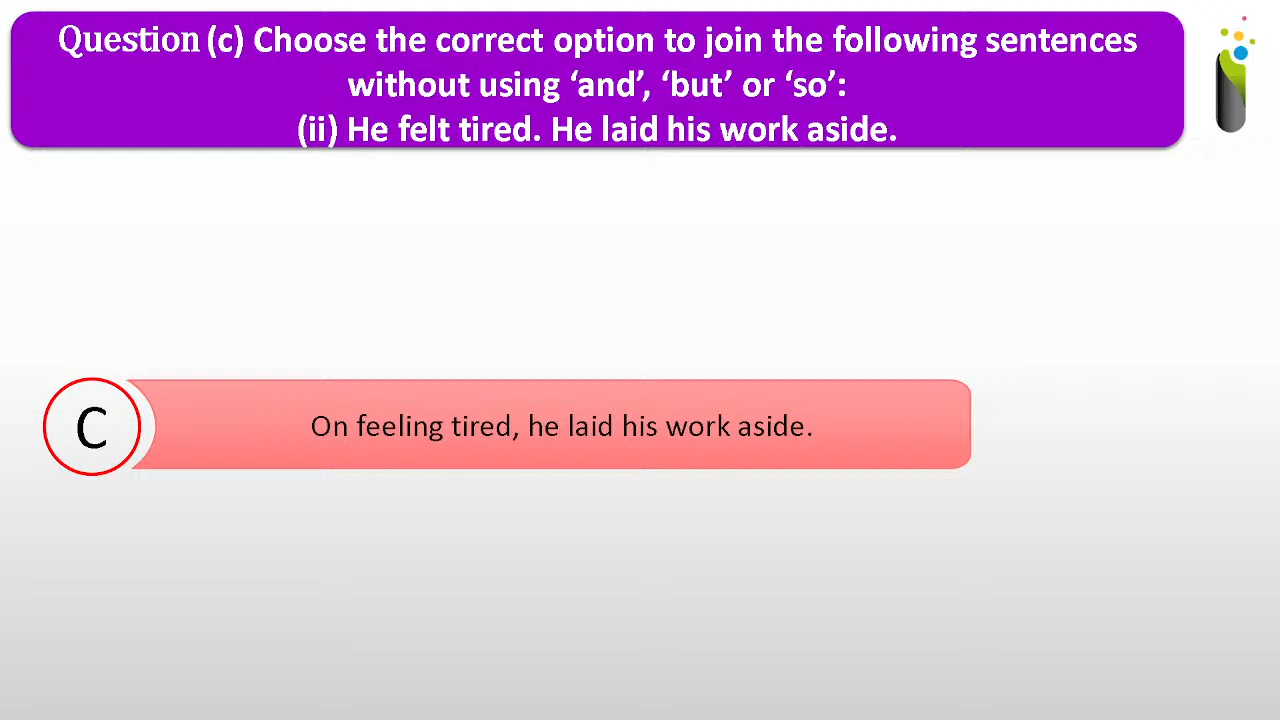 Question (c) Choose the correct option to join the following sentences
without using ‘and’, ‘but’ or ‘so’:
(ii) He felt tired. He laid his work aside.
C
On feeling tired, he laid his work aside.